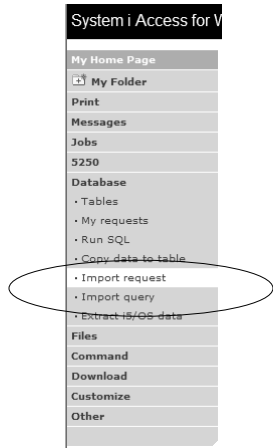 System i Access for W
My Home Page
My Folder
Print
Messages
Jobs
5250
Database
· Tables
· My requests
· Run SQL
· Copy data to table
· Import request
· Import query
· Extract i5/OS data
Files
Command
Download
Customize
Other